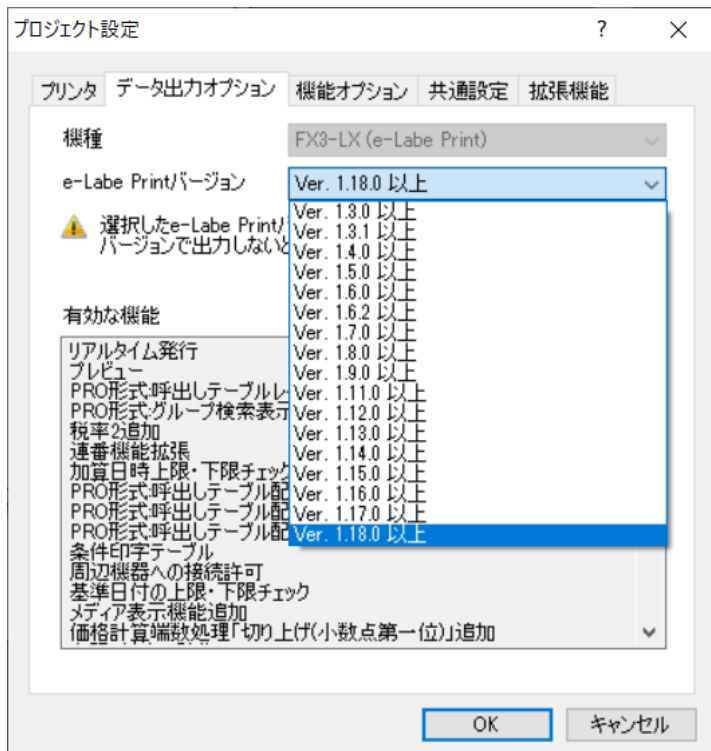 プロジェクト設定
?
プリンタ データ出力オプション 機能オプション 共通設定 拡張機能
機種 FX3-LX (e-Labe Print)
e-Labe Printバージョン Ver. 1.18.0 以上
選択したe-Labe Print/
バージョンで出力しない
Ver. 1.3.0 以上
Ver. 1.3.1 以上
Ver. 1.4.0 以上
Ver. 1.5.0 以上
Ver. 1.6.0 以上
Ver. 1.6.2 以上
Ver. 1.7.0 以上
Ver. 1.8.0 以上
Ver. 1.9.0 以上
Ver. 1.11.0 以上
Ver. 1.12.0 以上
Ver. 1.13.0 以上
Ver. 1.14.0 以上
Ver. 1.15.0 以上
Ver. 1.16.0 以上
Ver. 1.17.0 以上
Ver. 1.18.0 以上
有効な機能
リアルタイム発行
プレビュー
PRO形式:呼出しテーブルレ
PRO形式:グループ検索表示
税率2追加
連番機能拡張
加算日時上限・下限チェック
PRO形式:呼出しテーブル配
PRO形式:呼出しテーブル配
PRO形式:呼出しテーブル配
条件印字テーブル
周辺機器への接続許可
基準日付の上限・下限チェック
メディア表示機能追加
価格計算端数処理「切り上げ(小数点第一位)」追加
OK キャンセル